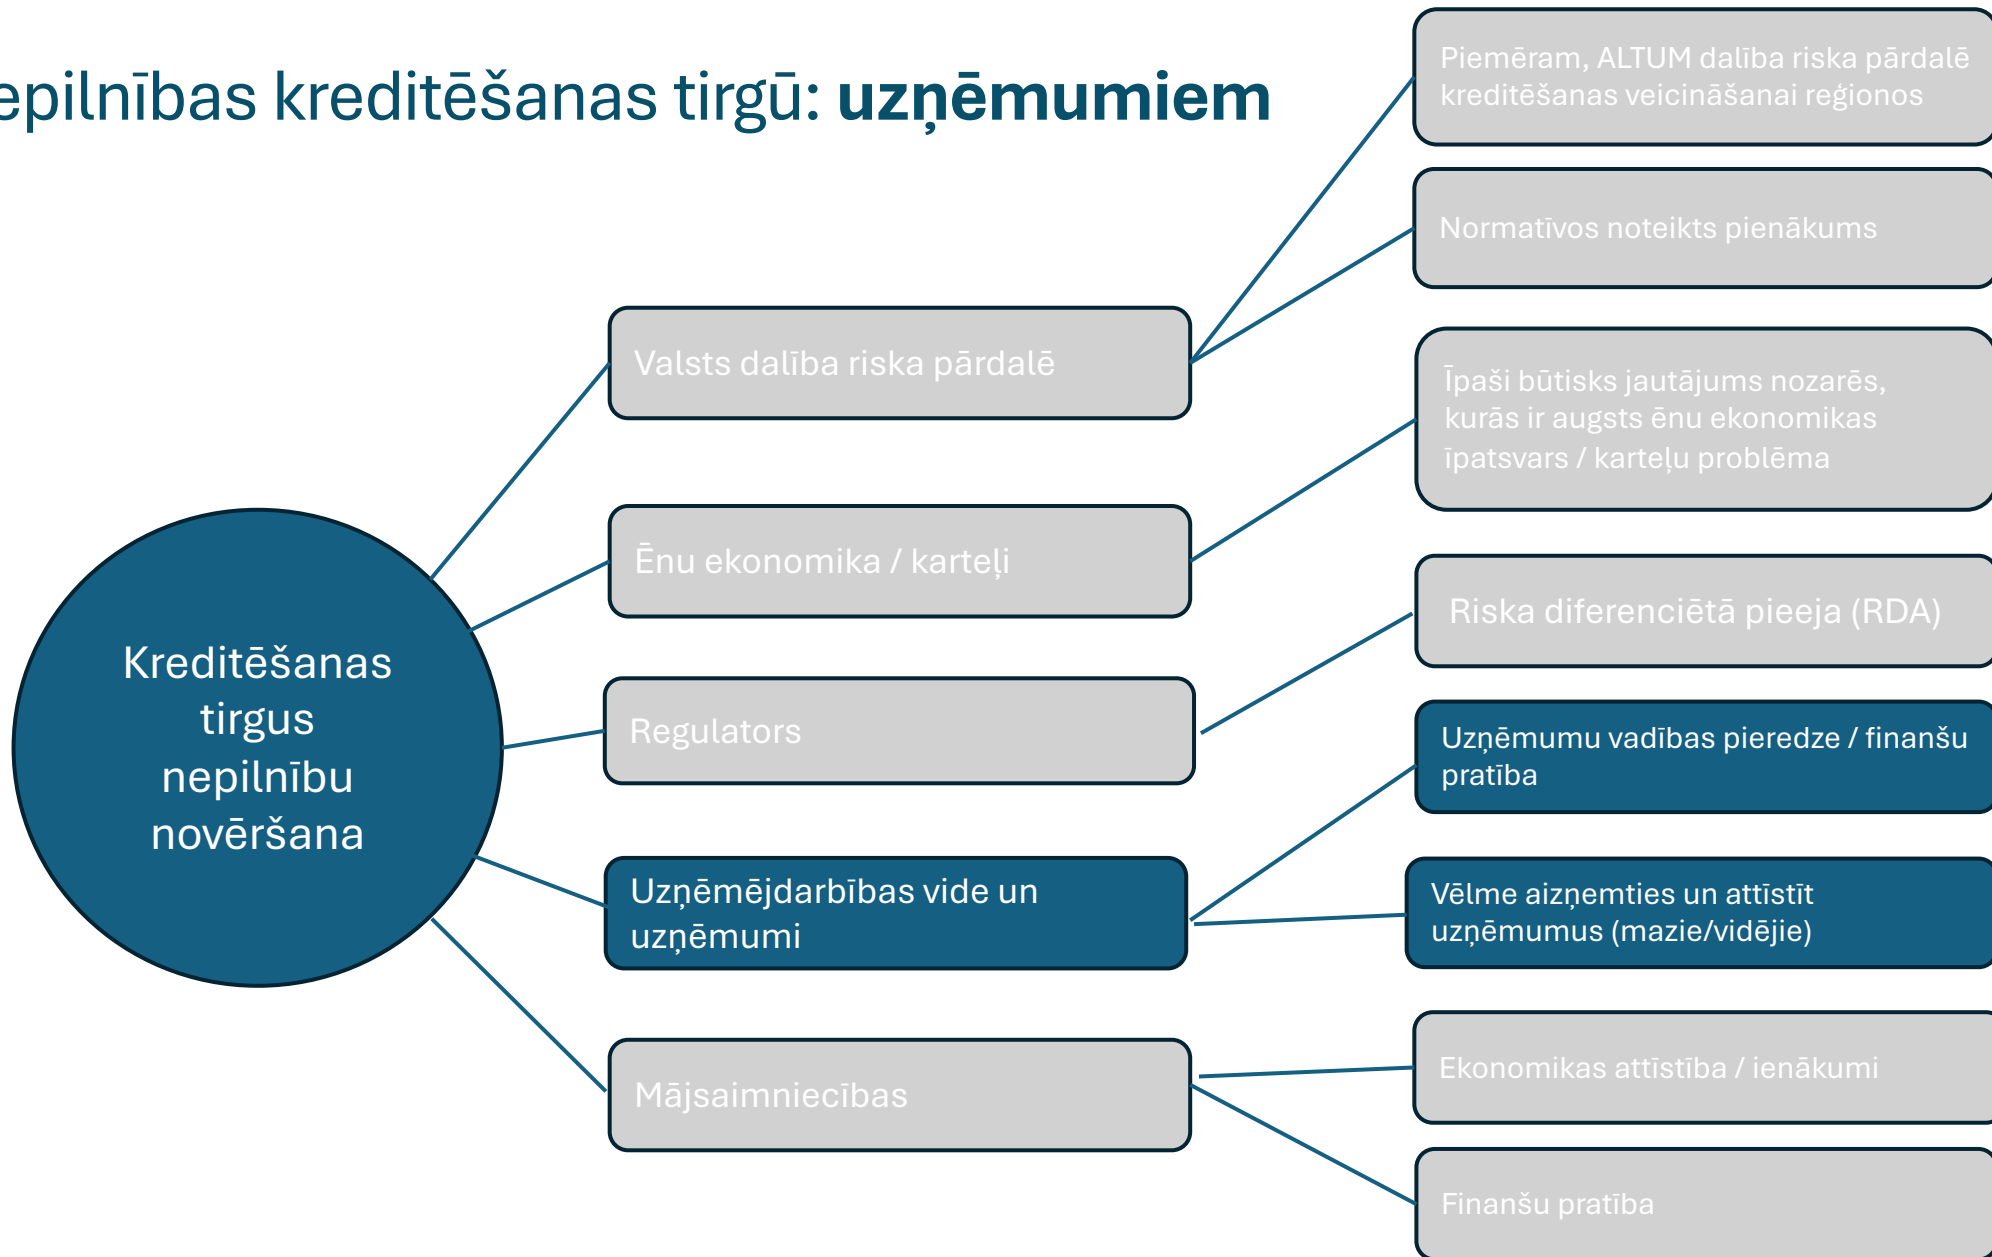 epilnības kreditēšanas tirgū: uzņēmumiem
Kreditēšanas
tirgus
nepilnību
novēršana
Valsts dalība riska pārdalē
Ēnu ekonomika / karteļi
Regulators
Uzņēmējdarbības vide un
uzņēmumi
Mājsaimniecības
Piemēram, ALTUM dalība riska pārdalē
kreditēšanas veicināšanai reģionos
Normatīvos noteikts pienākums
Īpaši būtisks jautājums nozarēs,
kurās ir augsts ēnu ekonomikas
īpatsvars / karteļu problēma
Riska diferenciētā pieeja (RDA)
Uzņēmumu vadības pieredze / finanšu
pratība
Vēlme aizņemties un attīstīt
uzņēmumus (mazie/vidējie)
Ekonomikas attīstība / ienākumi
Finanšu pratība